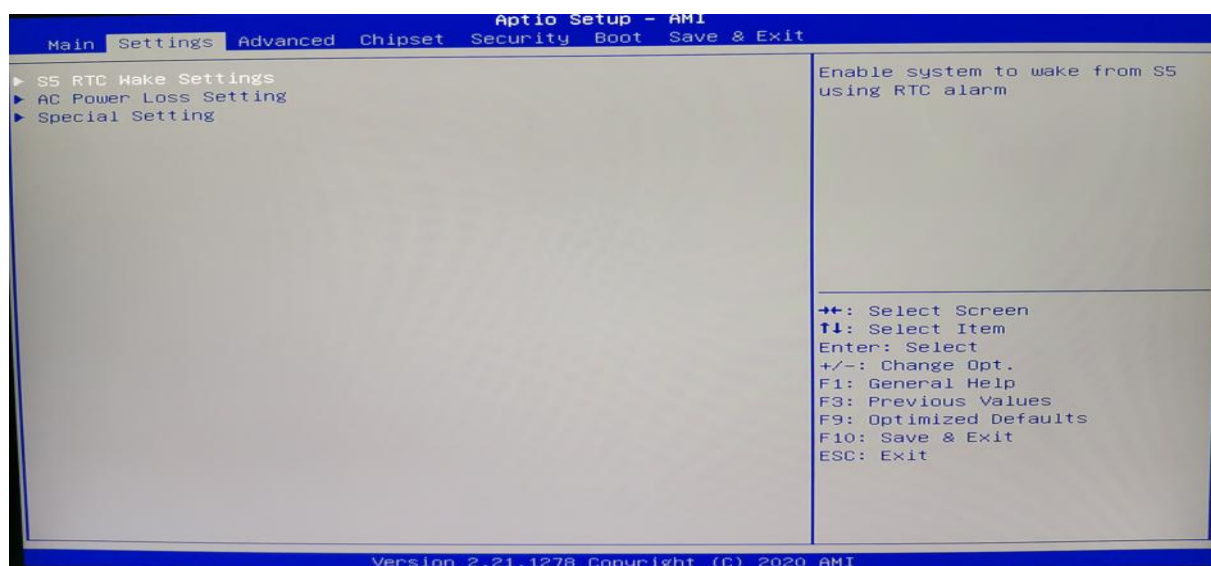 Aptio Setup - AMI
Main Settings Advanced Chipset Security Boot Save & Exit
► S5 RTC Wake Settings
► AC Power Loss Setting
► Special Setting
Enable system to wake from S5
using RTC alarm
→←: Select Screen
↑↓: Select Item
Enter: Select
+/-: Change Opt.
F1: General Help
F3: Previous Values
F9: Optimized Defaults
F10: Save & Exit
ESC: Exit
Version 2.21.1278 Copyright (C) 2020 AMI